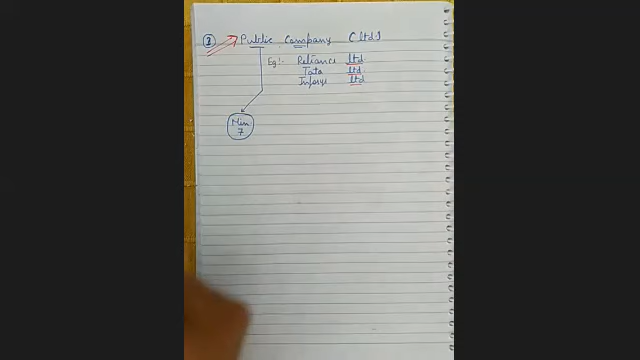 2 Public Company (Ltd.)
Eg:- Reliance Ltd.
Tata Ltd.
Infosys Ltd
Min
7